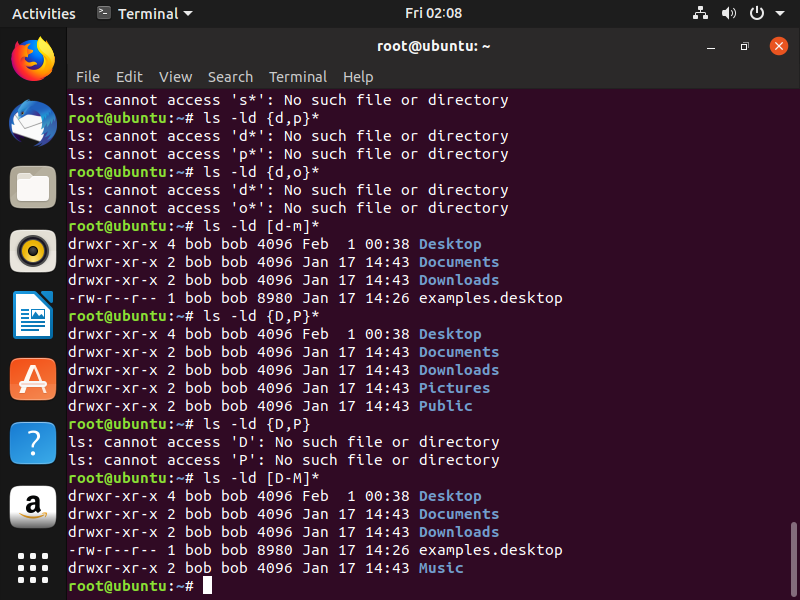 Activities
Terminal
Fri 02:08
root@ubuntu: ~
File Edit View Search Terminal Help
ls: cannot access 's*': No such file or directory
root@ubuntu:~# ls -ld {d,p}*
ls: cannot access 'd*': No such file or directory
ls: cannot access 'p*': No such file or directory
root@ubuntu:~# ls -ld {d,o}*
ls: cannot access 'd*': No such file or directory
ls: cannot access 'o*': No such file or directory
root@ubuntu:~# ls -ld [d-m]*
drwxr-xr-x 4 bob bob 4096 Feb  1 00:38 Desktop
drwxr-xr-x 2 bob bob 4096 Jan 17 14:43 Documents
drwxr-xr-x 2 bob bob 4096 Jan 17 14:43 Downloads
-rw-r--r-- 1 bob bob 8980 Jan 17 14:26 examples.desktop
root@ubuntu:~# ls -ld {D,P}*
drwxr-xr-x 4 bob bob 4096 Feb  1 00:38 Desktop
drwxr-xr-x 2 bob bob 4096 Jan 17 14:43 Documents
drwxr-xr-x 2 bob bob 4096 Jan 17 14:43 Downloads
drwxr-xr-x 2 bob bob 4096 Jan 17 14:43 Pictures
drwxr-xr-x 2 bob bob 4096 Jan 17 14:43 Public
root@ubuntu:~# ls -ld {D,P}
ls: cannot access 'D': No such file or directory
ls: cannot access 'P': No such file or directory
root@ubuntu:~# ls -ld [D-M]*
drwxr-xr-x 4 bob bob 4096 Feb  1 00:38 Desktop
drwxr-xr-x 2 bob bob 4096 Jan 17 14:43 Documents
drwxr-xr-x 2 bob bob 4096 Jan 17 14:43 Downloads
-rw-r--r-- 1 bob bob 8980 Jan 17 14:26 examples.desktop
drwxr-xr-x 2 bob bob 4096 Jan 17 14:43 Music
root@ubuntu:~#